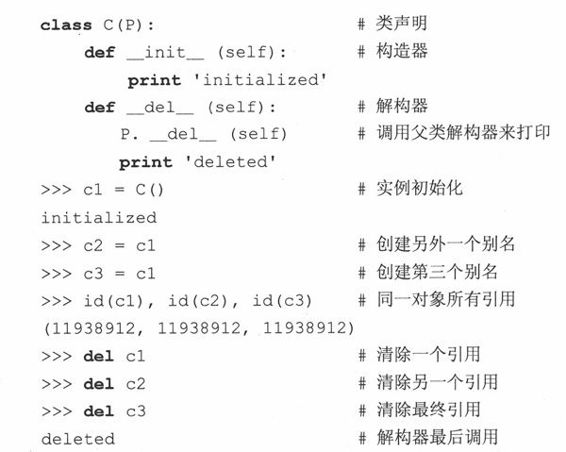 class C(P): # 类声明
def __init__ (self): # 构造器
print 'initialized'
def __del__ (self): # 解构器
P. __del__ (self) # 调用父类解构器来打印
print 'deleted'
>>> c1 = C() # 实例初始化
initialized
>>> c2 = c1 # 创建另外一个别名
>>> c3 = c1 # 创建第三个别名
>>> id(c1), id(c2), id(c3) # 同一对象所有引用
(11938912, 11938912, 11938912)
>>> del c1 # 清除一个引用
>>> del c2 # 清除另一个引用
>>> del c3 # 清除最终引用
deleted # 解构器最后调用